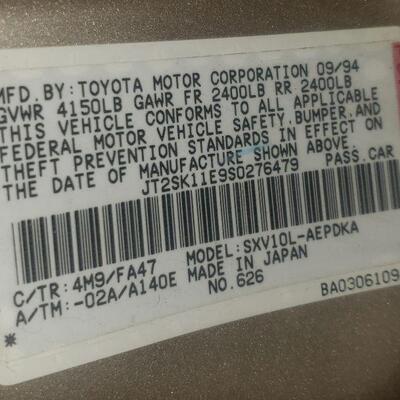 MFD. BY: TOYOTA MOTOR CORPORATION 09/94
GVWR 4150LB GAWR FR 2400LB RR 2400LB
THIS VEHICLE CONFORMS TO ALL APPLICABLE
FEDERAL MOTOR VEHICLE SAFETY, BUMPER, AND
THEFT PREVENTION STANDARDS IN EFFECT ON
THE DATE OF MANUFACTURE SHOWN ABOVE.
JT2SK11E9S0276479 PASS. CAR
C/TR: 4M9/FA47 MODEL: SXV10L-AEPDKA
A/TM: -02A/A140E MADE IN JAPAN
* NO. 626 BA0306109